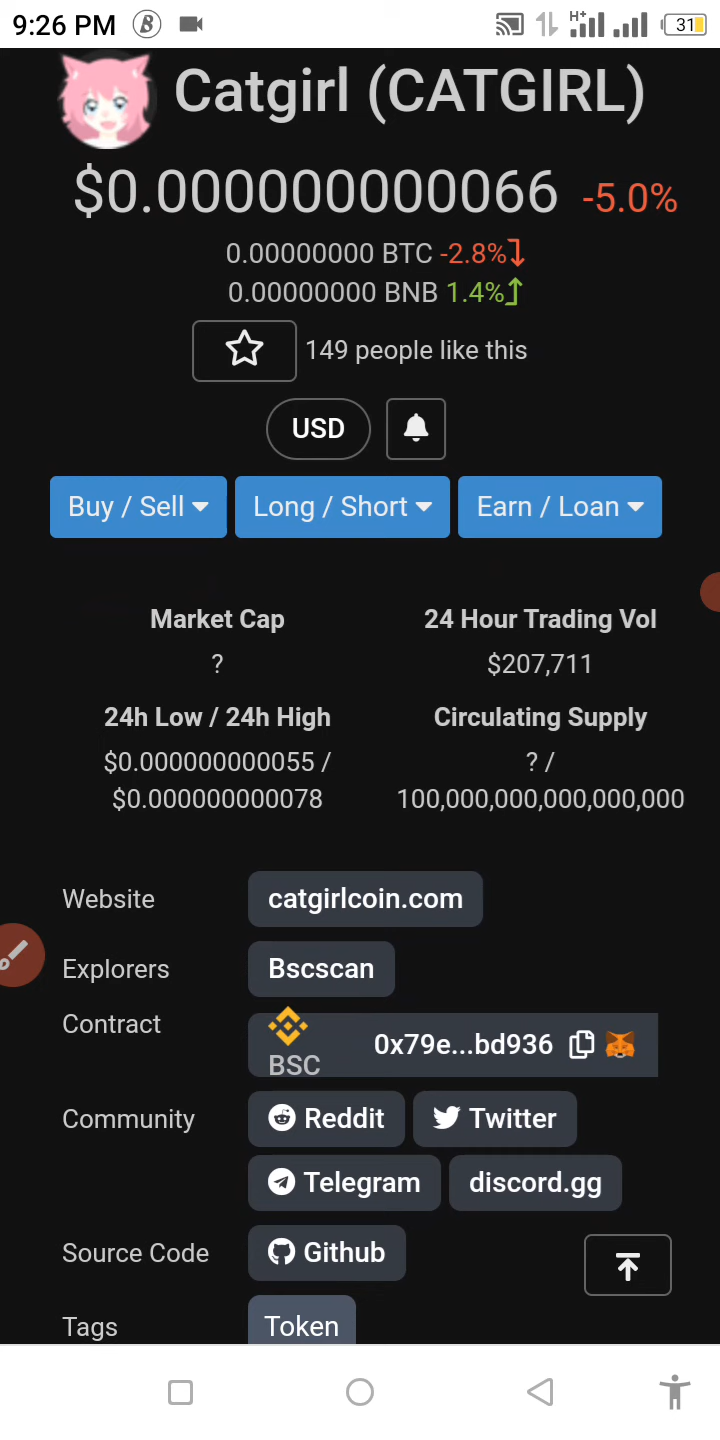 9:26 PM
H+
31
Catgirl (CATGIRL)
$0.000000000066 -5.0%
0.00000000 BTC -2.8%
0.00000000 BNB 1.4%
149 people like this
USD
Buy / Sell Long / Short Earn / Loan
Market Cap 24 Hour Trading Vol
? $207,711
24h Low / 24h High Circulating Supply
$0.000000000055 / ? /
$0.000000000078 100,000,000,000,000,000
Website catgirlcoin.com
Explorers Bscscan
Contract BSC 0x79e...bd936
Community Reddit Twitter
Telegram discord.gg
Source Code Github
Tags Token